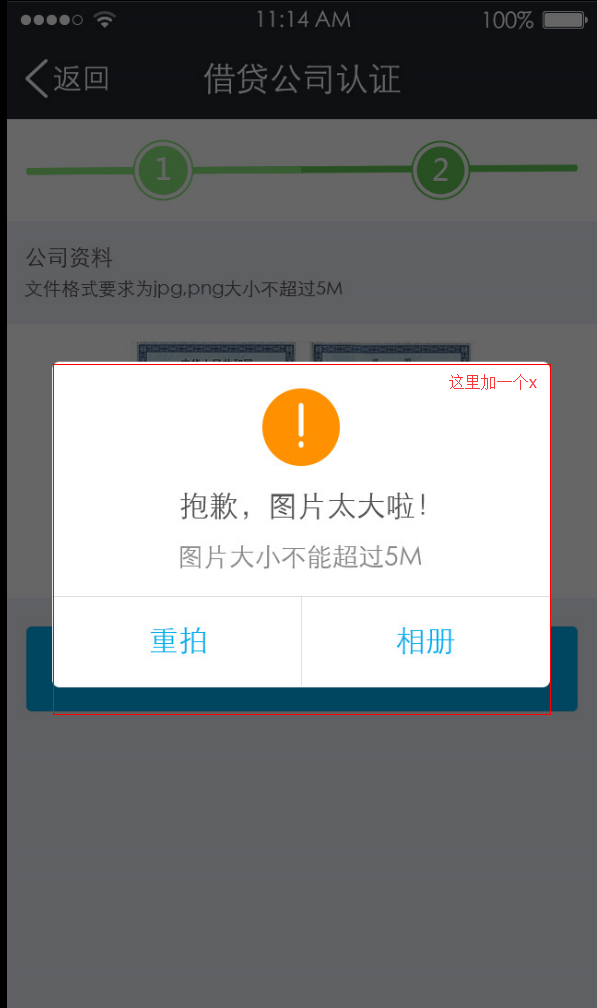 11:14 AM 100%
返回 借贷公司认证
1 2
公司资料
文件格式要求为jpg,png大小不超过5M
这里加一个x
!
抱歉，图片太大啦！
图片大小不能超过5M
重拍 相册